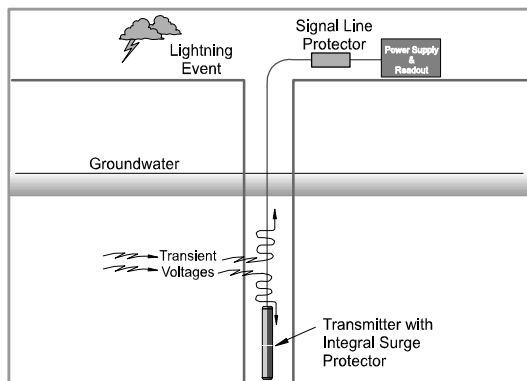 Lightning
Event
Signal Line
Protector
Power Supply
&
Readout
Groundwater
Transient
Voltages
Transmitter with
Integral Surge
Protector